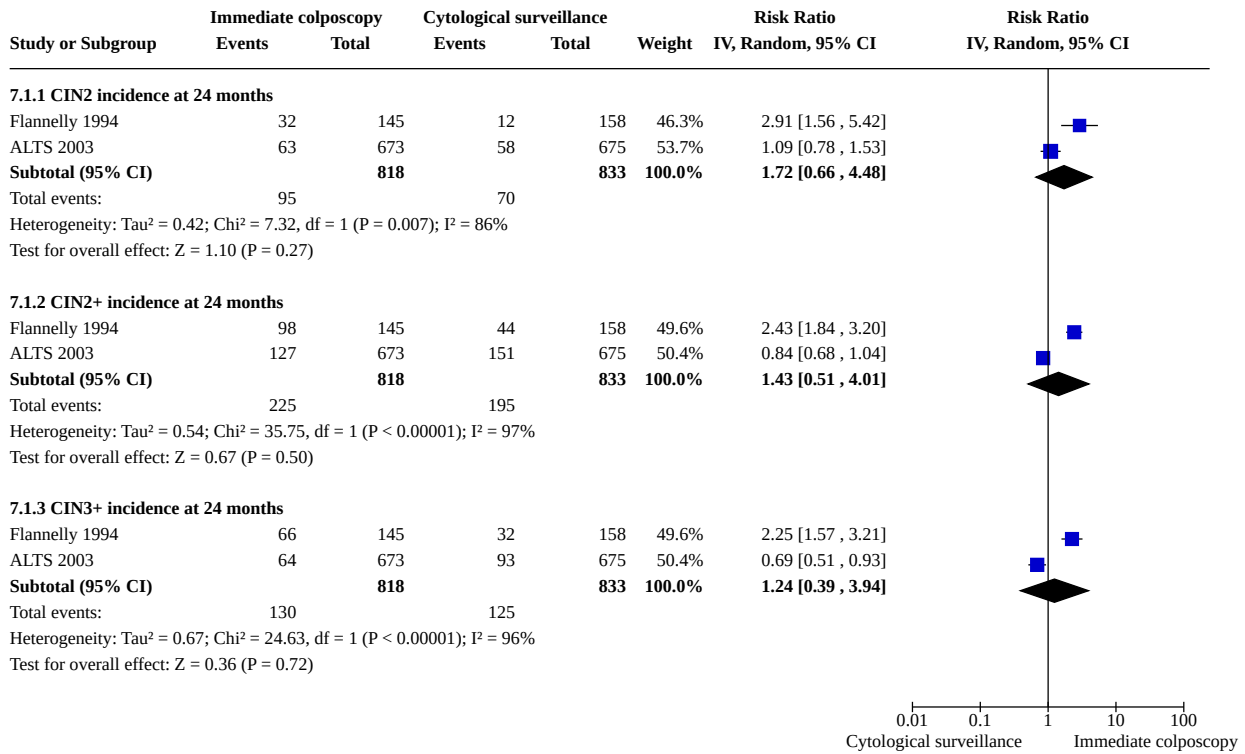 Immediate colposcopy Cytological surveillance Risk Ratio Risk Ratio
Study or Subgroup Events Total Events Total Weight IV, Random, 95% CI IV, Random, 95% CI
7.1.1 CIN2 incidence at 24 months
Flannelly 1994 32 145 12 158 46.3% 2.91 [1.56 , 5.42]
ALTS 2003 63 673 58 675 53.7% 1.09 [0.78 , 1.53]
Subtotal (95% CI) 818 833 100.0% 1.72 [0.66 , 4.48]
Total events: 95 70
Heterogeneity: Tau² = 0.42; Chi² = 7.32, df = 1 (P = 0.007); I² = 86%
Test for overall effect: Z = 1.10 (P = 0.27)
7.1.2 CIN2+ incidence at 24 months
Flannelly 1994 98 145 44 158 49.6% 2.43 [1.84 , 3.20]
ALTS 2003 127 673 151 675 50.4% 0.84 [0.68 , 1.04]
Subtotal (95% CI) 818 833 100.0% 1.43 [0.51 , 4.01]
Total events: 225 195
Heterogeneity: Tau² = 0.54; Chi² = 35.75, df = 1 (P < 0.00001); I² = 97%
Test for overall effect: Z = 0.67 (P = 0.50)
7.1.3 CIN3+ incidence at 24 months
Flannelly 1994 66 145 32 158 49.6% 2.25 [1.57 , 3.21]
ALTS 2003 64 673 93 675 50.4% 0.69 [0.51 , 0.93]
Subtotal (95% CI) 818 833 100.0% 1.24 [0.39 , 3.94]
Total events: 130 125
Heterogeneity: Tau² = 0.67; Chi² = 24.63, df = 1 (P < 0.00001); I² = 96%
Test for overall effect: Z = 0.36 (P = 0.72)
0.01 0.1 1 10 100
Cytological surveillance Immediate colposcopy